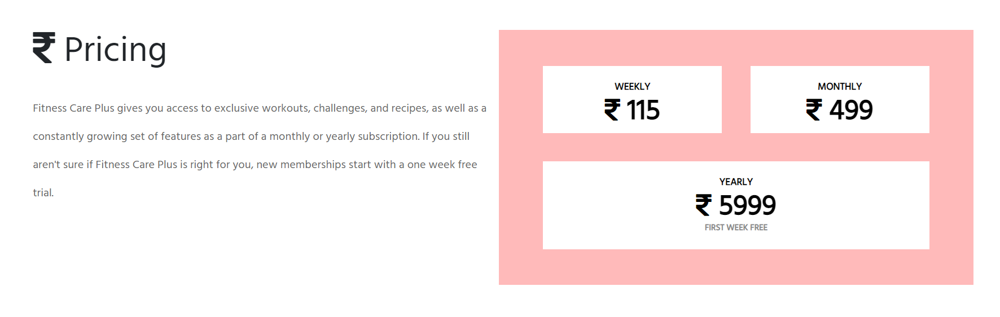 ₹ Pricing
Fitness Care Plus gives you access to exclusive workouts, challenges, and recipes, as well as a
constantly growing set of features as a part of a monthly or yearly subscription. If you still
aren't sure if Fitness Care Plus is right for you, new memberships start with a one week free
trial.
WEEKLY
₹ 115
MONTHLY
₹ 499
YEARLY
₹ 5999
FIRST WEEK FREE